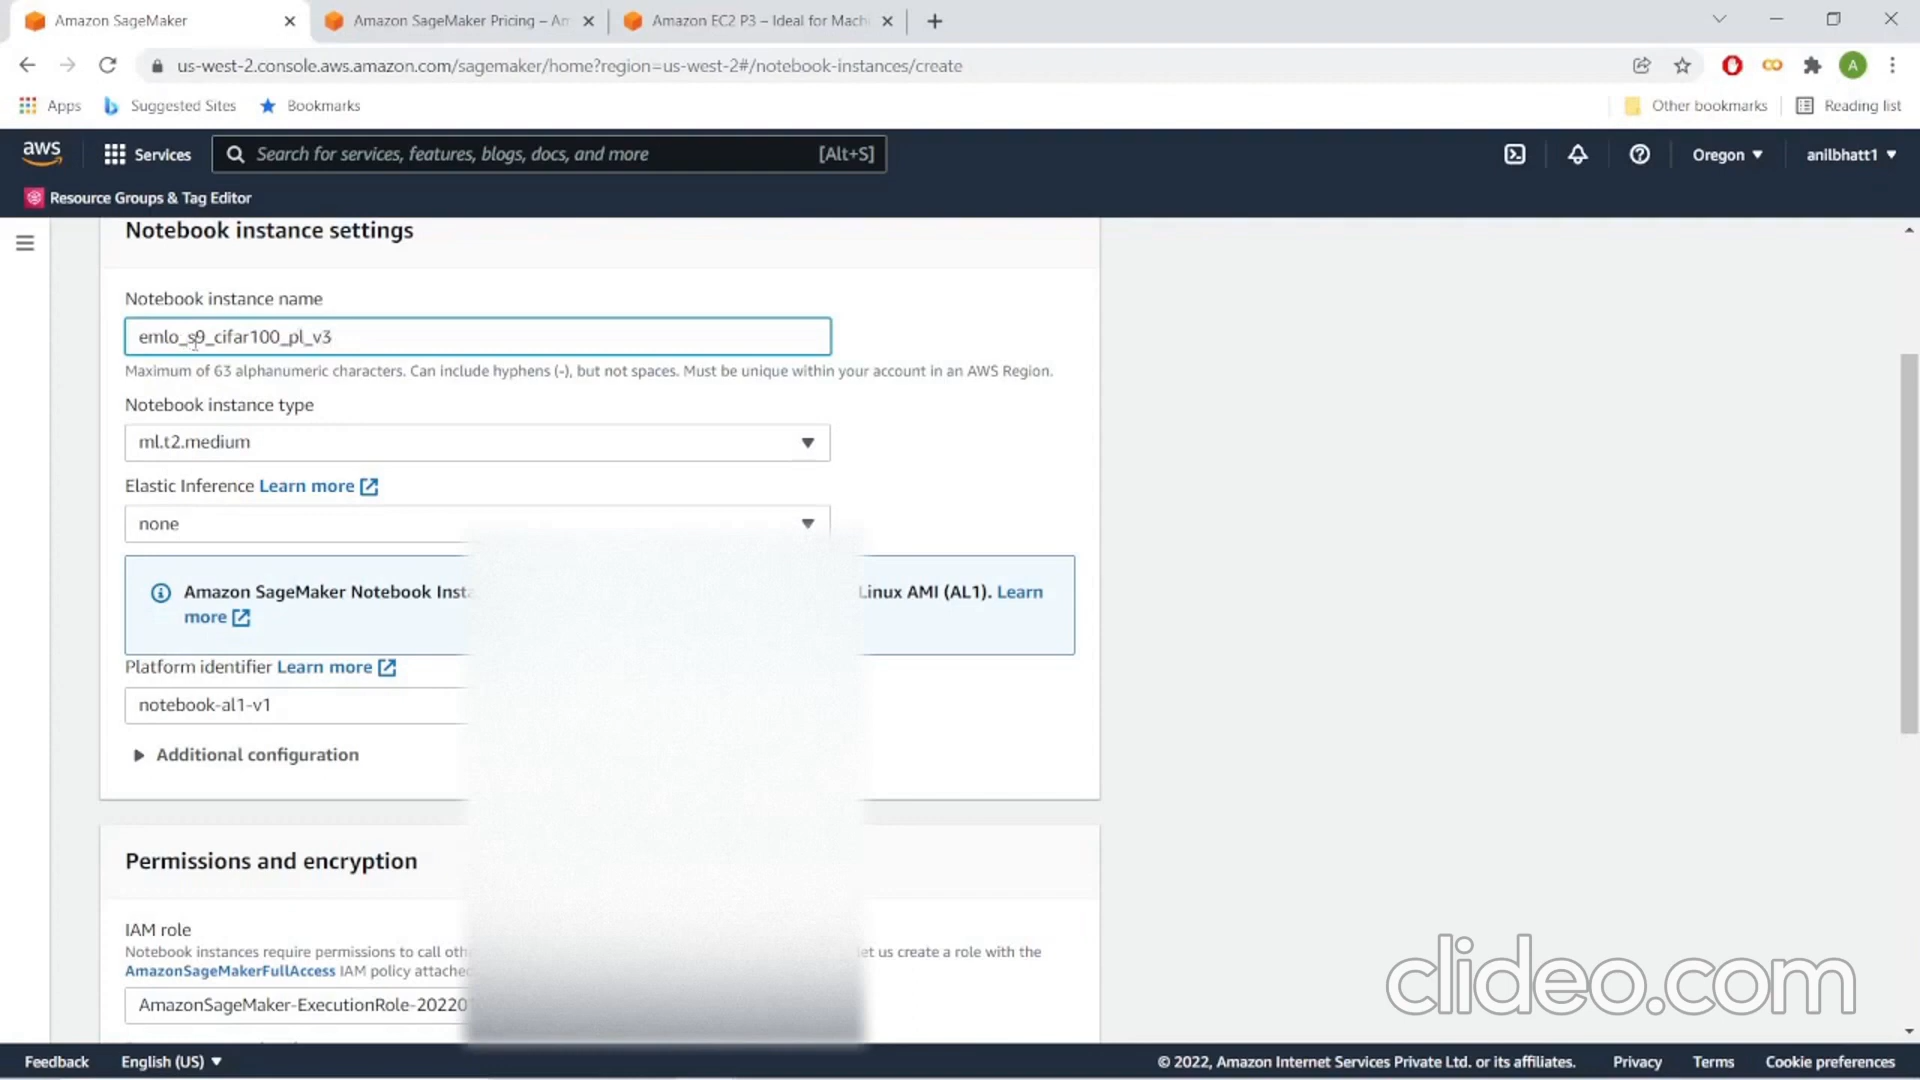 Amazon SageMaker
Amazon SageMaker Pricing – Am
Amazon EC2 P3 – Ideal for Mach
us-west-2.console.aws.amazon.com/sagemaker/home?region=us-west-2#/notebook-instances/create
A
Apps
Suggested Sites
Bookmarks
Other bookmarks
Reading list
aws
Services
Search for services, features, blogs, docs, and more
[Alt+S]
Oregon
anilbhatt1
Resource Groups & Tag Editor
Notebook instance settings
Notebook instance name
emlo_s9_cifar100_pl_v3
Maximum of 63 alphanumeric characters. Can include hyphens (-), but not spaces. Must be unique within your account in an AWS Region.
Notebook instance type
ml.t2.medium
Elastic Inference Learn more
none
Amazon SageMaker Notebook Linux AMI (AL1). Learn
more
Platform identifier Learn more
notebook-al1-v1
Additional configuration
Permissions and encryption
IAM role
Notebook instances require permissions to call let us create a role with the
AmazonSageMakerFullAccess IAM policy attached
AmazonSageMaker-ExecutionRole-2022
clideo.com
Feedback
English (US)
© 2022, Amazon Internet Services Private Ltd. or its affiliates.
Privacy
Terms
Cookie preferences